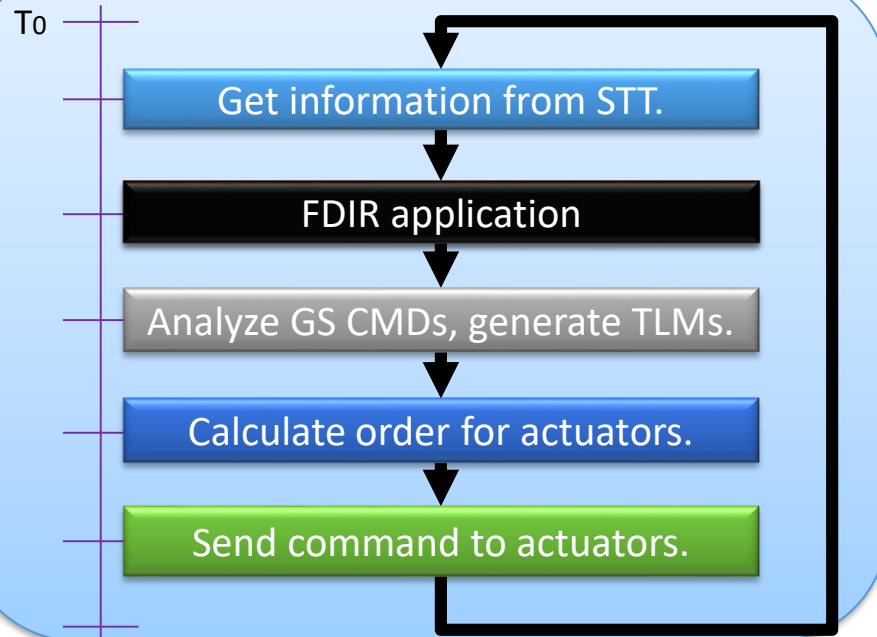 T0
Get information from STT.
FDIR application
Analyze GS CMDs, generate TLMs.
Calculate order for actuators.
Send command to actuators.